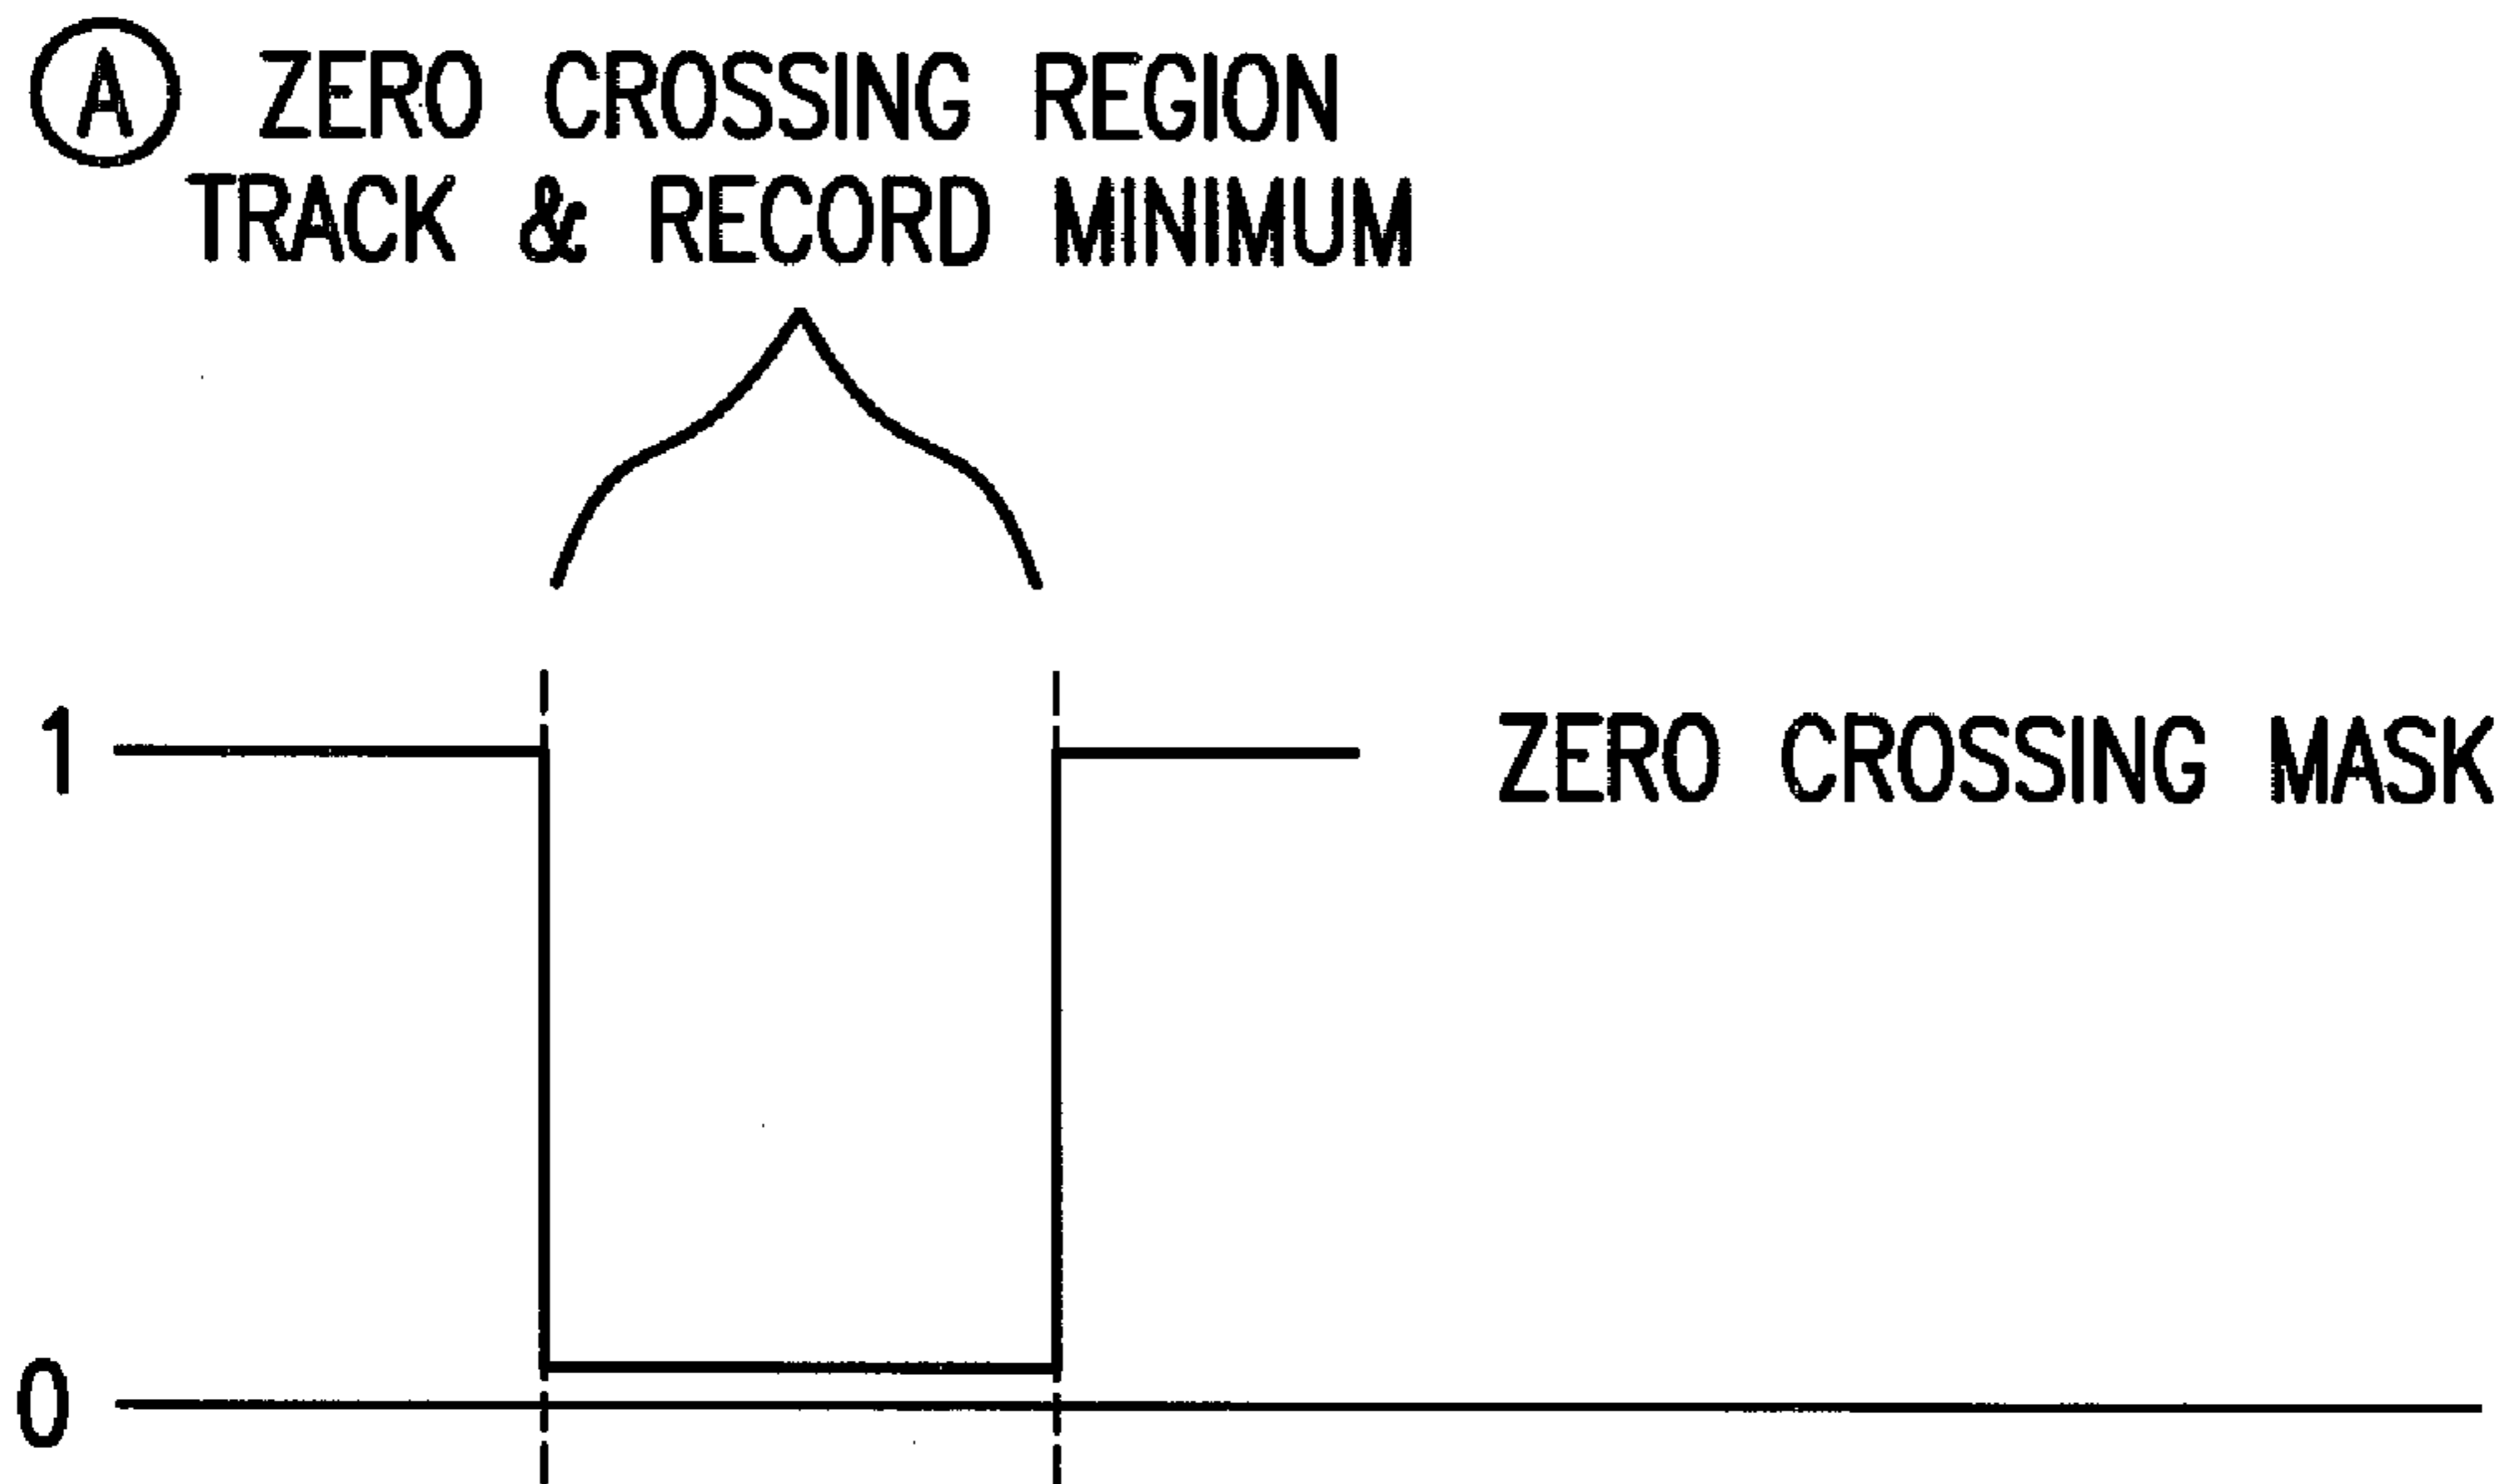 A ZERO CROSSING REGION
TRACK & RECORD MINIMUM
1
ZERO CROSSING MASK
0